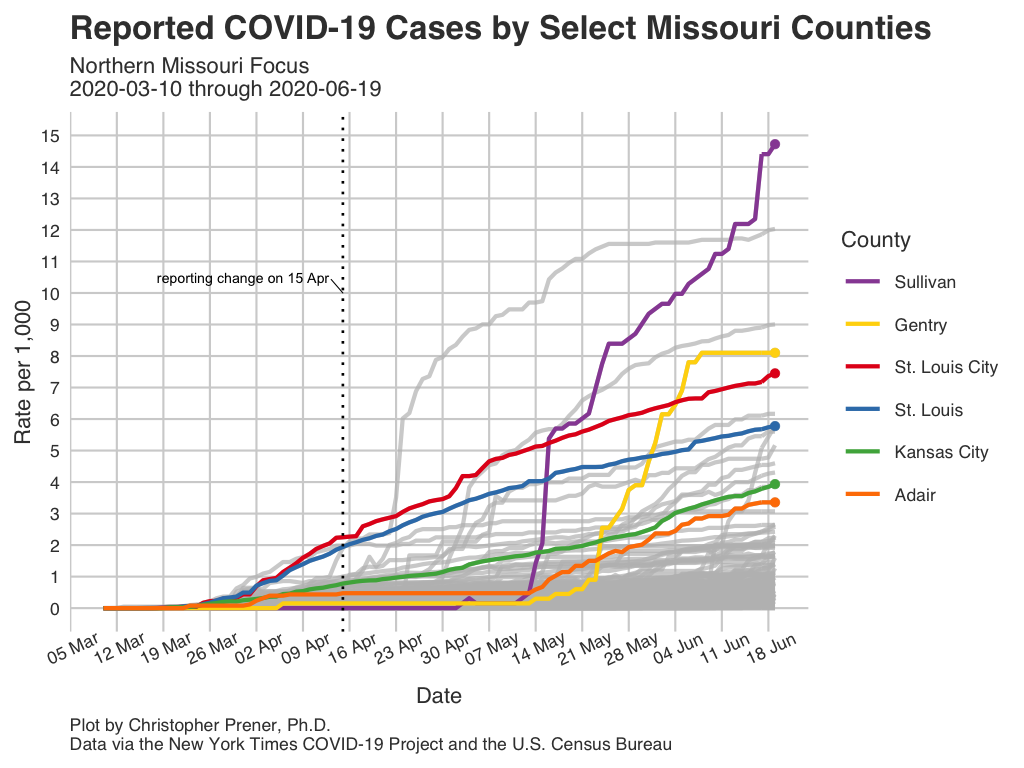 Reported COVID-19 Cases by Select Missouri Counties
Northern Missouri Focus
2020-03-10 through 2020-06-19
Rate per 1,000
15
14
13
12
11
10
9
8
7
6
5
4
3
2
1
0
reporting change on 15 Apr
05 Mar
12 Mar
19 Mar
26 Mar
02 Apr
09 Apr
16 Apr
23 Apr
30 Apr
07 May
14 May
21 May
28 May
04 Jun
11 Jun
18 Jun
Date
County
Sullivan
Gentry
St. Louis City
St. Louis
Kansas City
Adair
Plot by Christopher Prener, Ph.D.
Data via the New York Times COVID-19 Project and the U.S. Census Bureau